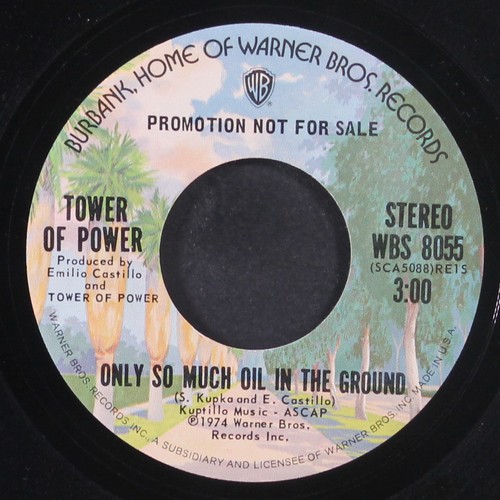 BURBANK, HOME OF WARNER BROS. RECORDS
WB
PROMOTION NOT FOR SALE
TOWER
OF POWER
Produced by
Emilio Castillo
and
TOWER OF POWER
STEREO
WBS 8055
(SCA5088)RE1S
3:00
ONLY SO MUCH OIL IN THE GROUND
(S. Kupka and E. Castillo)
Kuptillo Music - ASCAP
℗1974 Warner Bros.
Records Inc.
WARNER BROS. RECORDS INC., A SUBSIDIARY AND LICENSEE OF WARNER BROS. INC. MADE IN U.S.A.